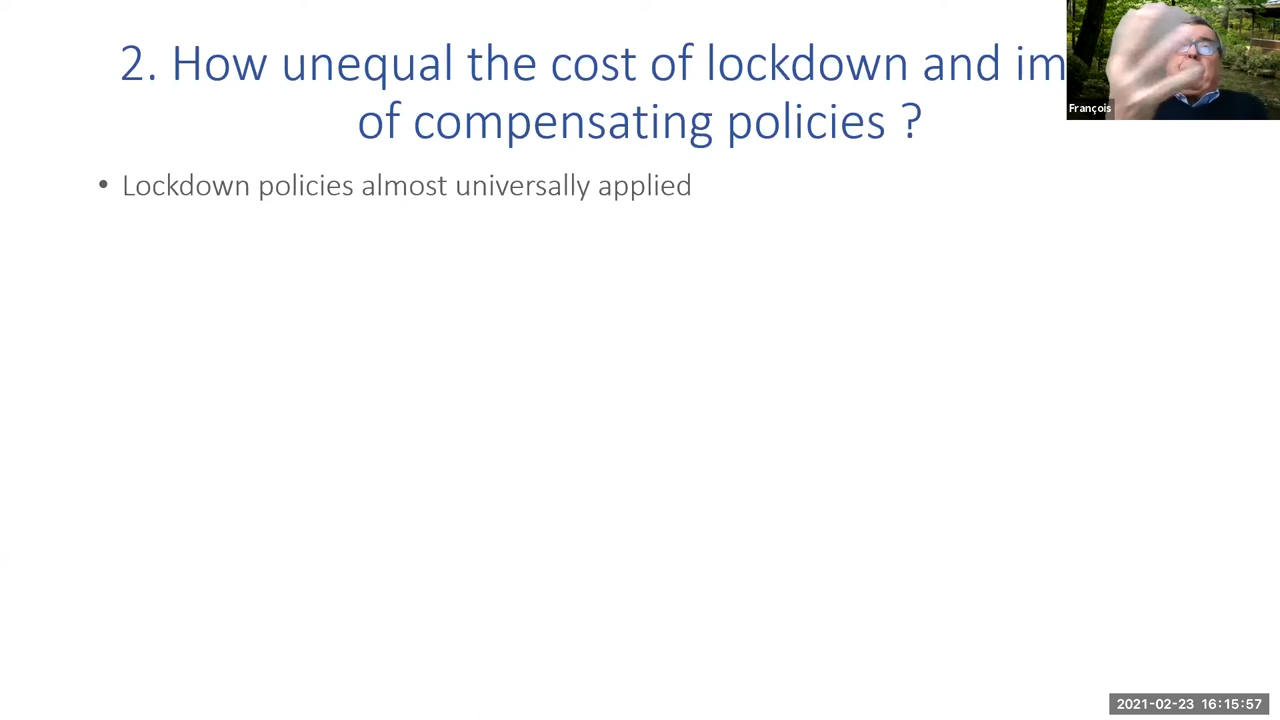 2. How unequal the cost of lockdown and im
of compensating policies ?
• Lockdown policies almost universally applied
François
2021-02-23 16:15:57